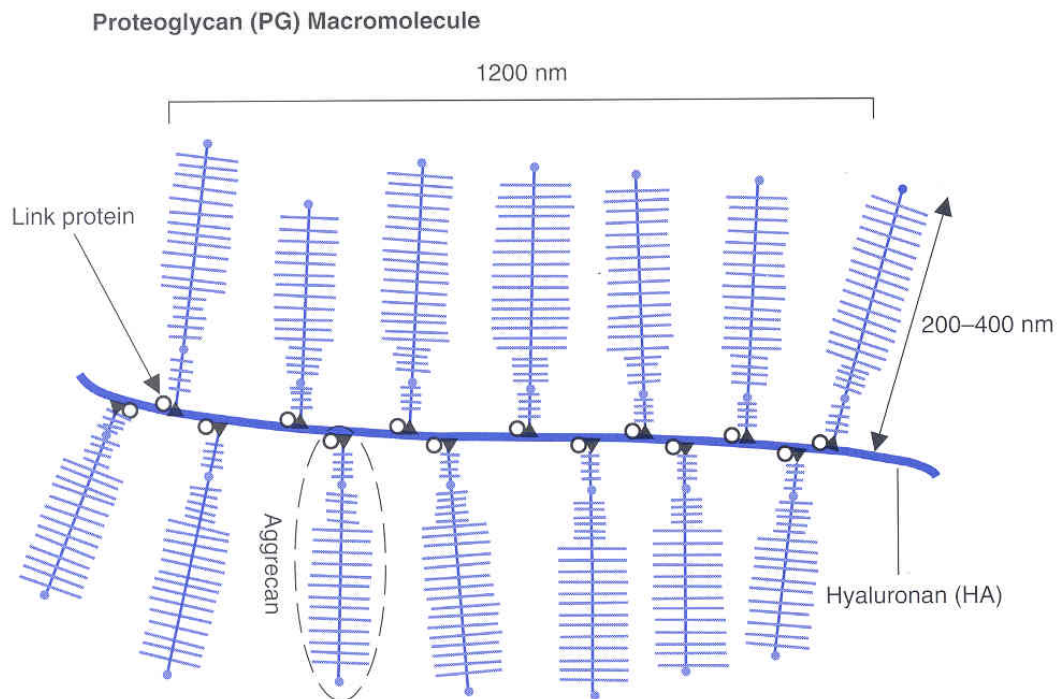 Proteoglycan (PG) Macromolecule
1200 nm
Link protein
200–400 nm
Aggrecan
Hyaluronan (HA)